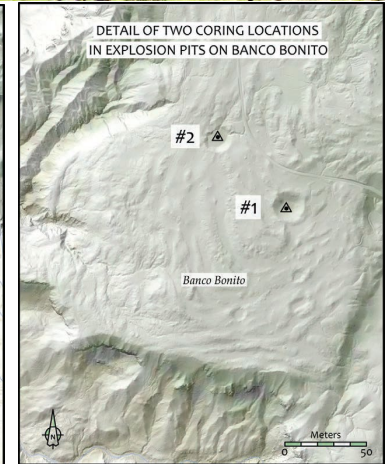 DETAIL OF TWO CORING LOCATIONS
IN EXPLOSION PITS ON BANCO BONITO
#2
#1
Banco Bonito
N
Meters
0 50